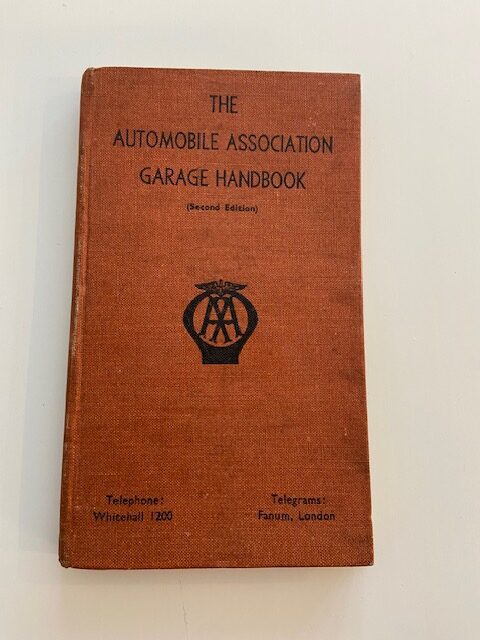 THE
AUTOMOBILE ASSOCIATION
GARAGE HANDBOOK
(Second Edition)
AA
Telephone:
Whitehall 1200
Telegrams:
Fanum, London